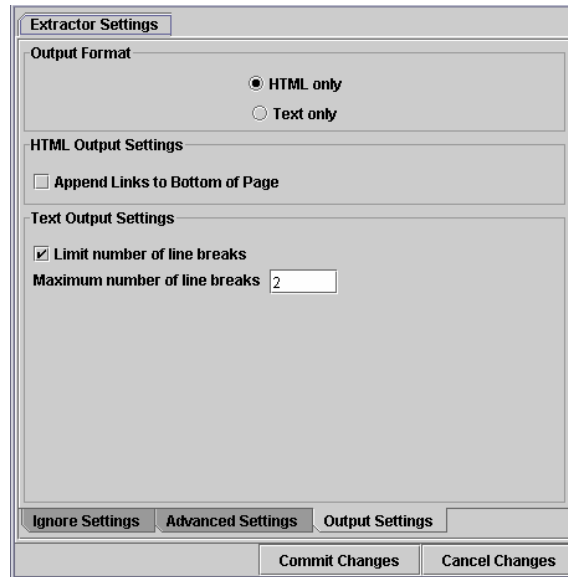 Extractor Settings
Output Format
HTML only
Text only
HTML Output Settings
Append Links to Bottom of Page
Text Output Settings
Limit number of line breaks
Maximum number of line breaks 2
Ignore Settings Advanced Settings Output Settings
Commit Changes Cancel Changes